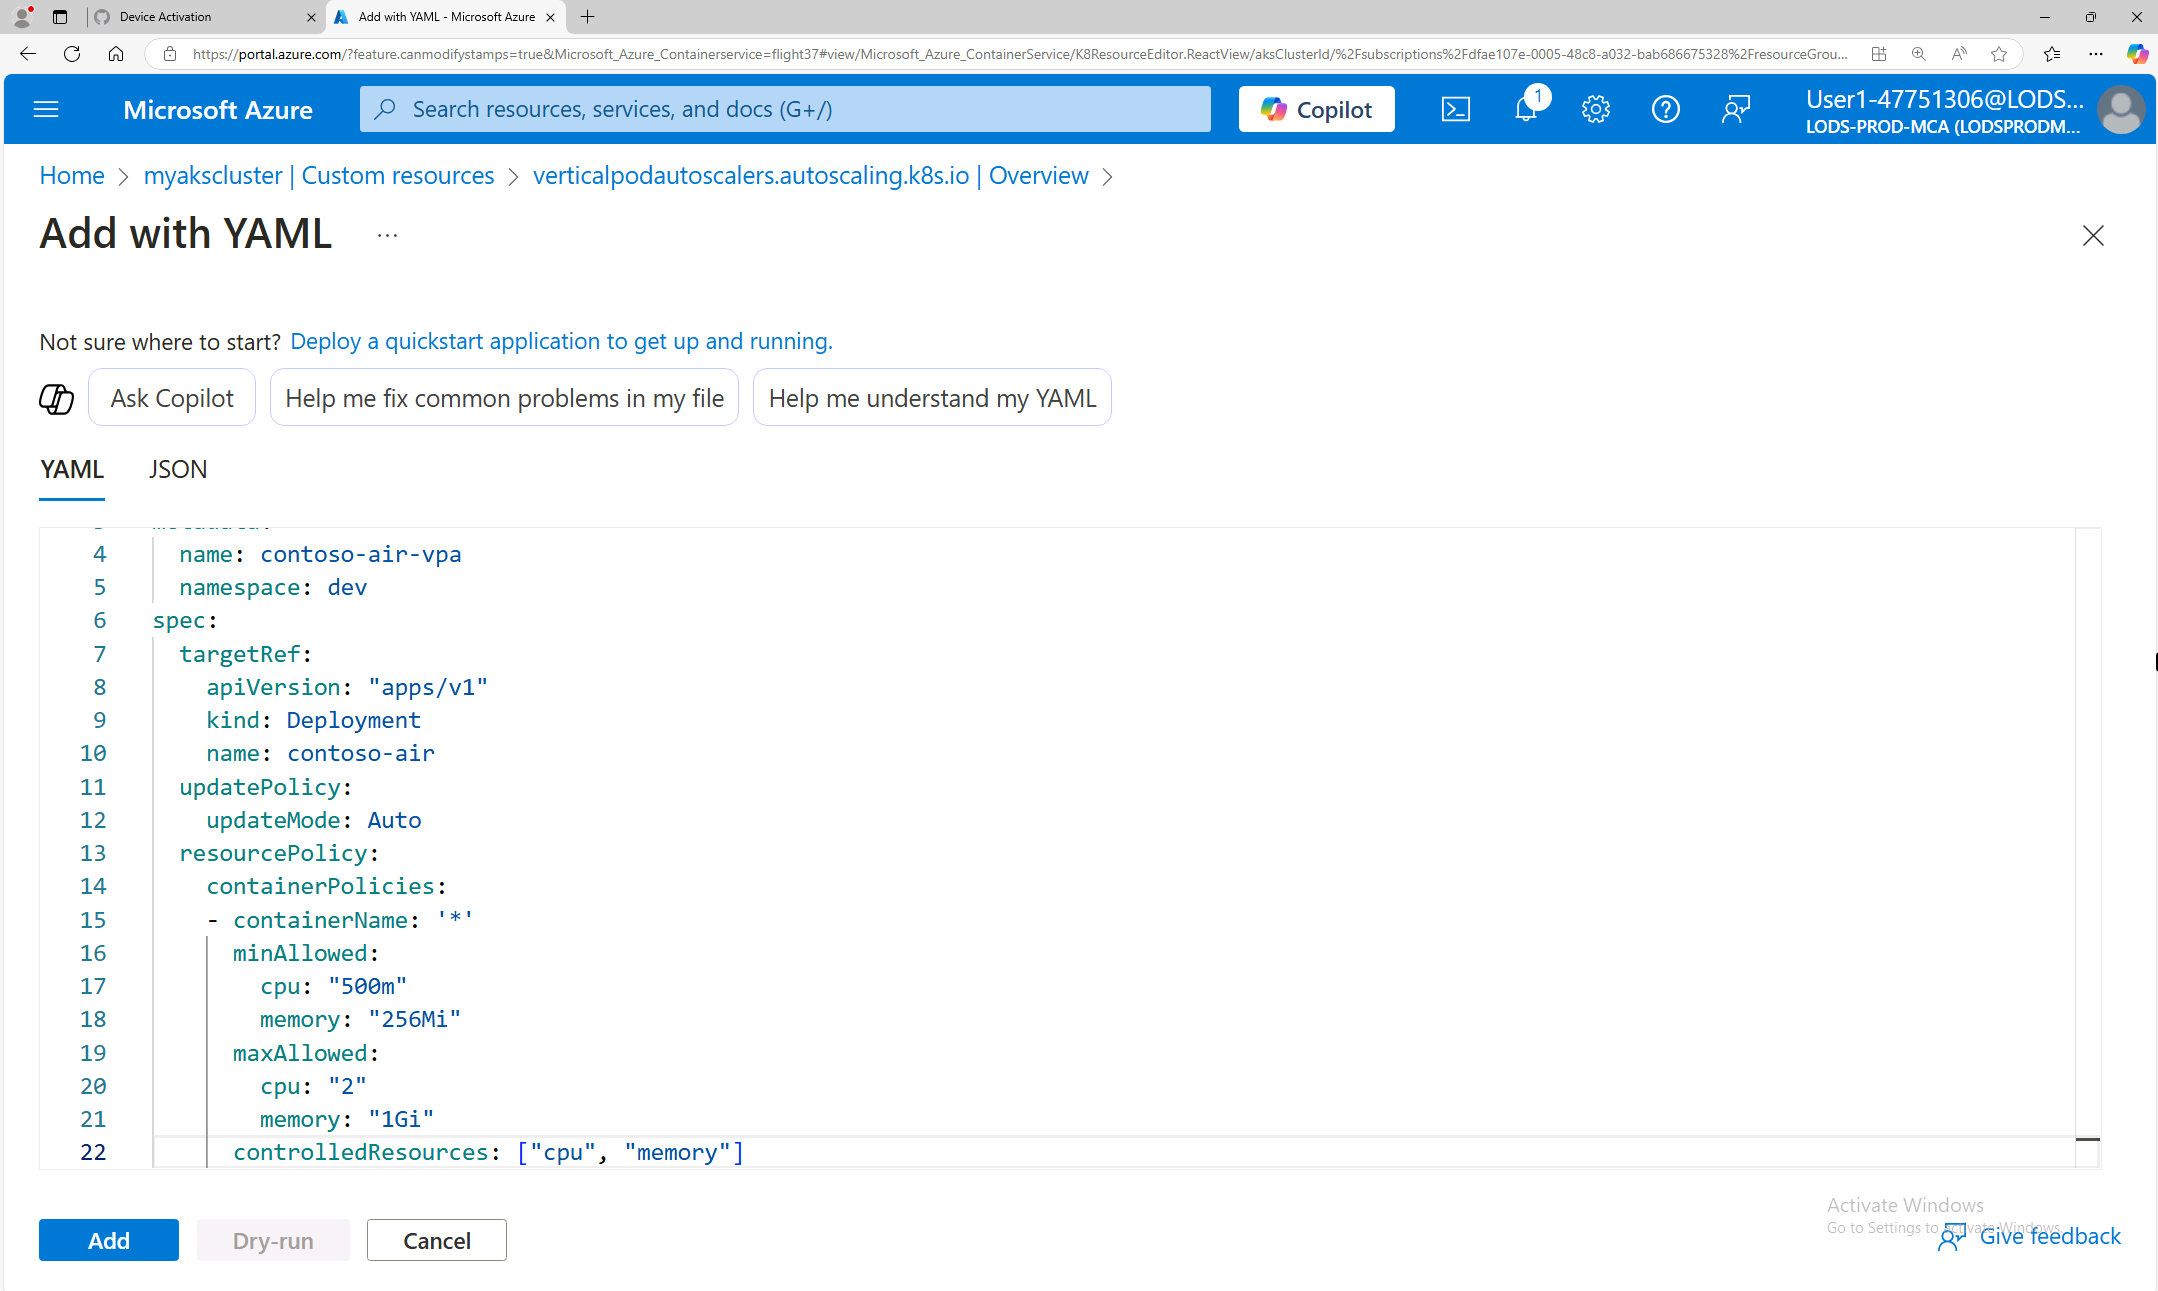 Device Activation
Add with YAML - Microsoft Azure
https://portal.azure.com/?feature.canmodifystamps=true&Microsoft_Azure_Containerservice=flight37#view/Microsoft_Azure_ContainerService/K8ResourceEditor.ReactView/aksClusterId/%2Fsubscriptions%2Fdfae107e-0005-48c8-a032-bab686675328%2FresourceGrou...
Microsoft Azure
Search resources, services, and docs (G+/)
Copilot
1
User1-47751306@LODS...
LODS-PROD-MCA (LODSPRODM...
Home > myakscluster | Custom resources > verticalpodautoscalers.autoscaling.k8s.io | Overview >
Add with YAML ...
Not sure where to start? Deploy a quickstart application to get up and running.
Ask Copilot
Help me fix common problems in my file
Help me understand my YAML
YAML JSON
4 name: contoso-air-vpa
5 namespace: dev
6 spec:
7 targetRef:
8 apiVersion: "apps/v1"
9 kind: Deployment
10 name: contoso-air
11 updatePolicy:
12 updateMode: Auto
13 resourcePolicy:
14 containerPolicies:
15 - containerName: '*'
16 minAllowed:
17 cpu: "500m"
18 memory: "256Mi"
19 maxAllowed:
20 cpu: "2"
21 memory: "1Gi"
22 controlledResources: ["cpu", "memory"]
Activate Windows
Go to Settings to Activate Windows.
Give feedback
Add
Dry-run
Cancel